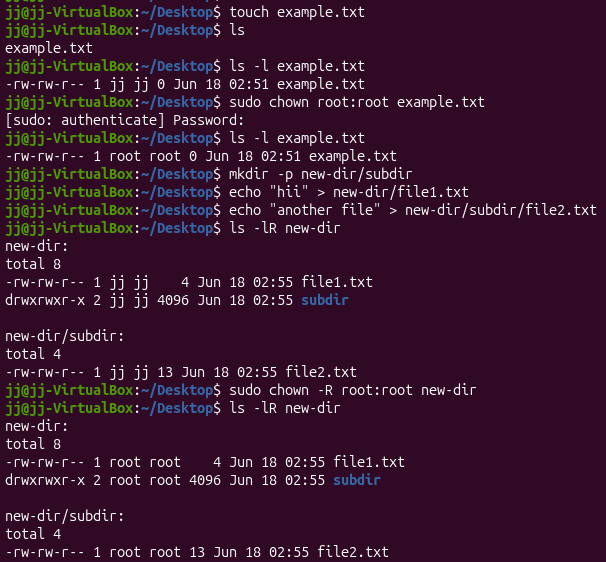 jj@jj-VirtualBox:~/Desktop$ touch example.txt
jj@jj-VirtualBox:~/Desktop$ ls
example.txt
jj@jj-VirtualBox:~/Desktop$ ls -l example.txt
-rw-rw-r-- 1 jj jj 0 Jun 18 02:51 example.txt
jj@jj-VirtualBox:~/Desktop$ sudo chown root:root example.txt
[sudo: authenticate] Password:
jj@jj-VirtualBox:~/Desktop$ ls -l example.txt
-rw-rw-r-- 1 root root 0 Jun 18 02:51 example.txt
jj@jj-VirtualBox:~/Desktop$ mkdir -p new-dir/subdir
jj@jj-VirtualBox:~/Desktop$ echo "hii" > new-dir/file1.txt
jj@jj-VirtualBox:~/Desktop$ echo "another file" > new-dir/subdir/file2.txt
jj@jj-VirtualBox:~/Desktop$ ls -lR new-dir
new-dir:
total 8
-rw-rw-r-- 1 jj jj    4 Jun 18 02:55 file1.txt
drwxrwxr-x 2 jj jj 4096 Jun 18 02:55 subdir

new-dir/subdir:
total 4
-rw-rw-r-- 1 jj jj 13 Jun 18 02:55 file2.txt
jj@jj-VirtualBox:~/Desktop$ sudo chown -R root:root new-dir
jj@jj-VirtualBox:~/Desktop$ ls -lR new-dir
new-dir:
total 8
-rw-rw-r-- 1 root root    4 Jun 18 02:55 file1.txt
drwxrwxr-x 2 root root 4096 Jun 18 02:55 subdir

new-dir/subdir:
total 4
-rw-rw-r-- 1 root root 13 Jun 18 02:55 file2.txt